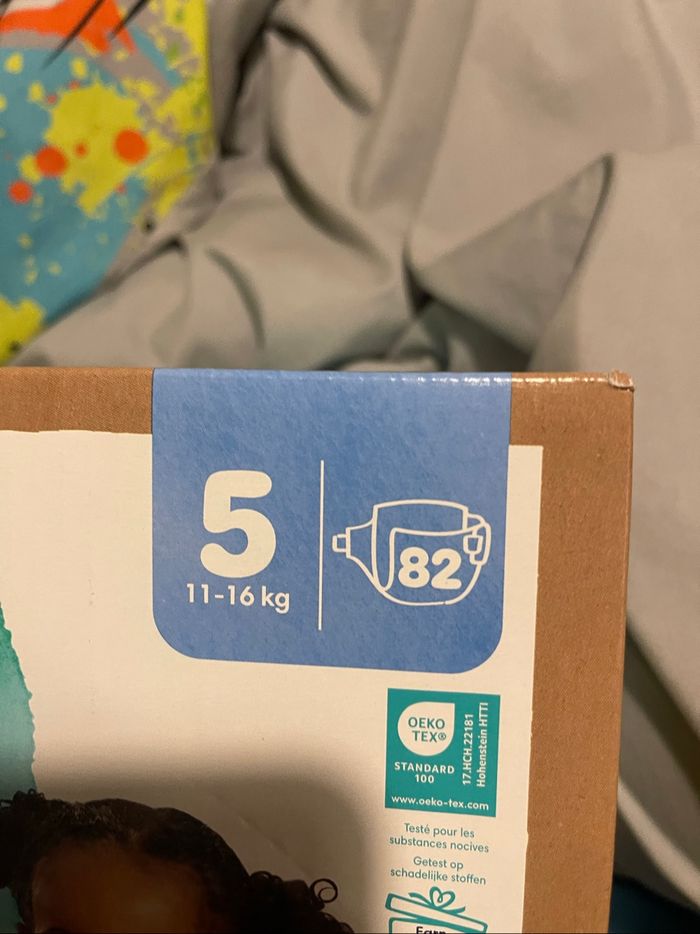 5
11-16 kg
82
OEKO
TEX®
STANDARD
100
17.HCH.22181
Hohenstein HTTI
www.oeko-tex.com
Testé pour les
substances nocives
Getest op
schadelijke stoffen
Earn